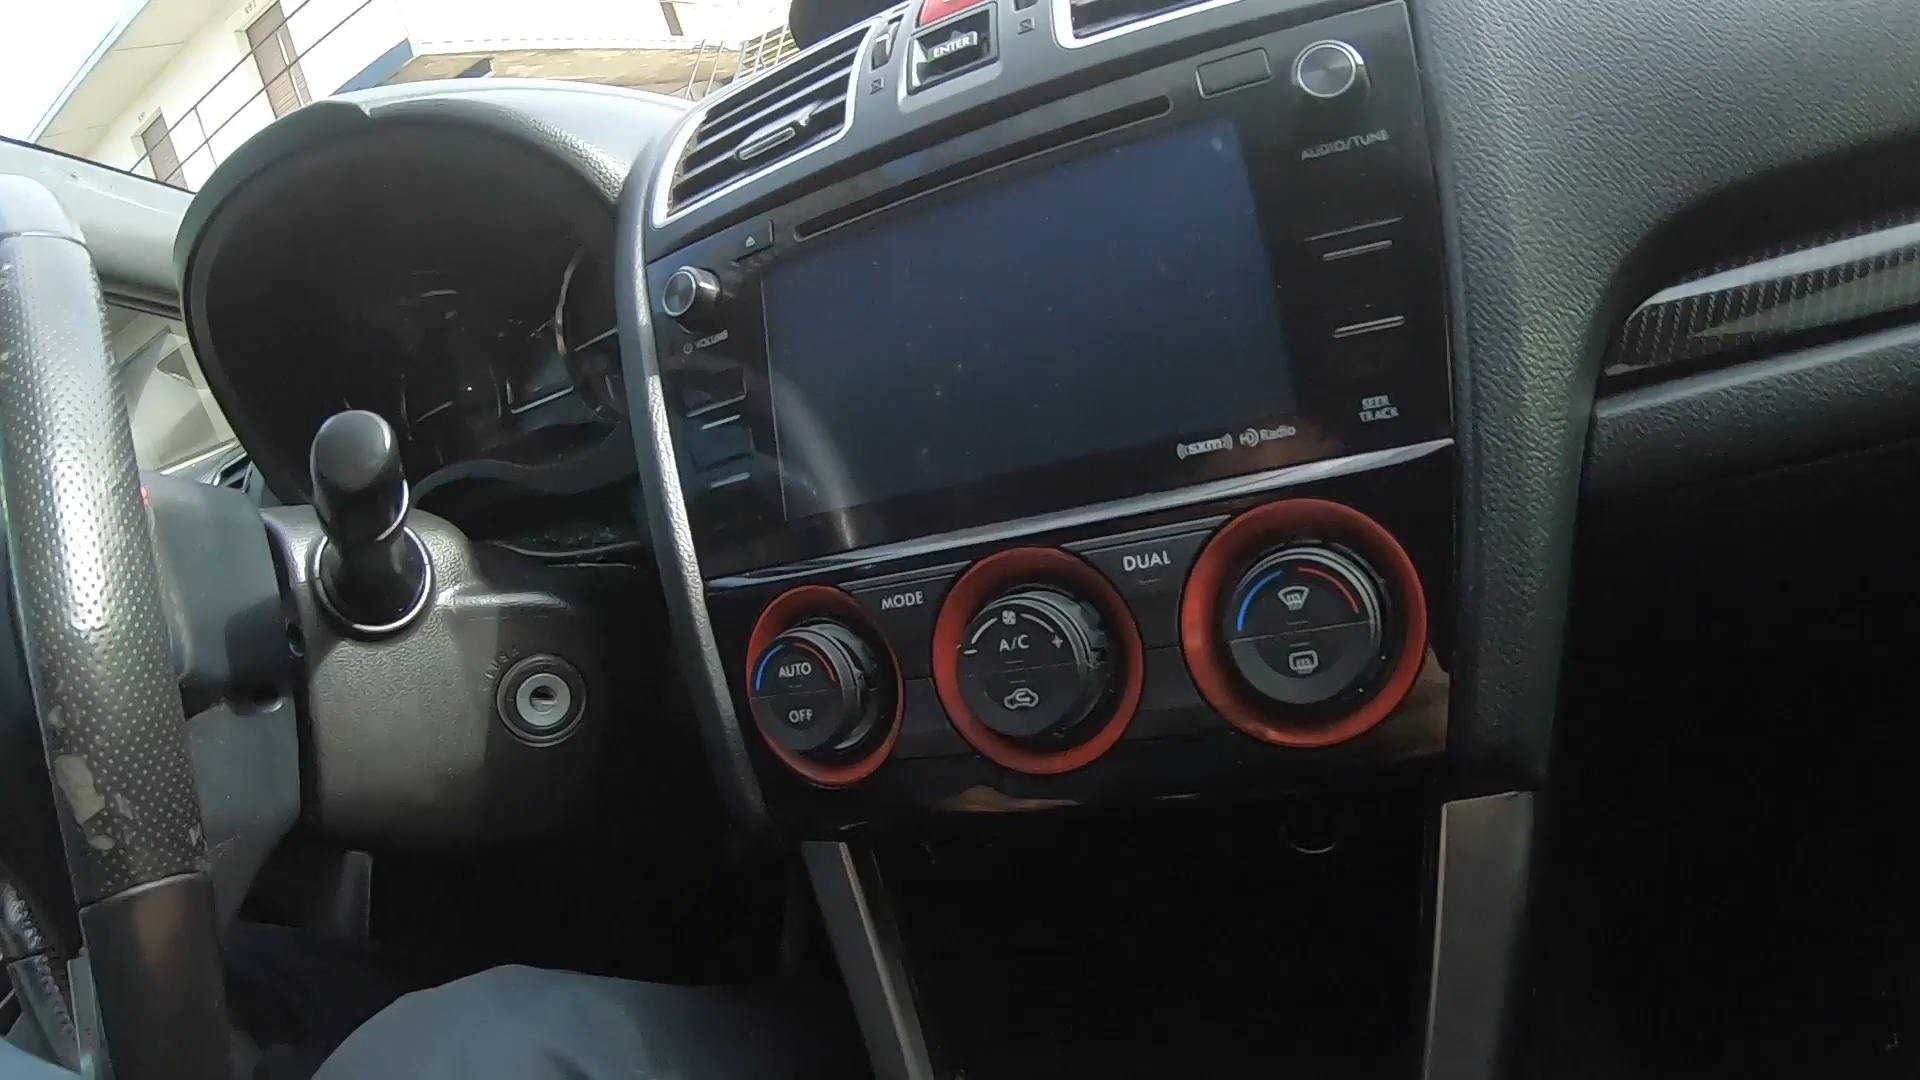 ENTER
AUDIO/TUNE
VOLUME
SEEK
TRACK
((sxm)) HD Radio
DUAL
MODE
A/C
AUTO
OFF